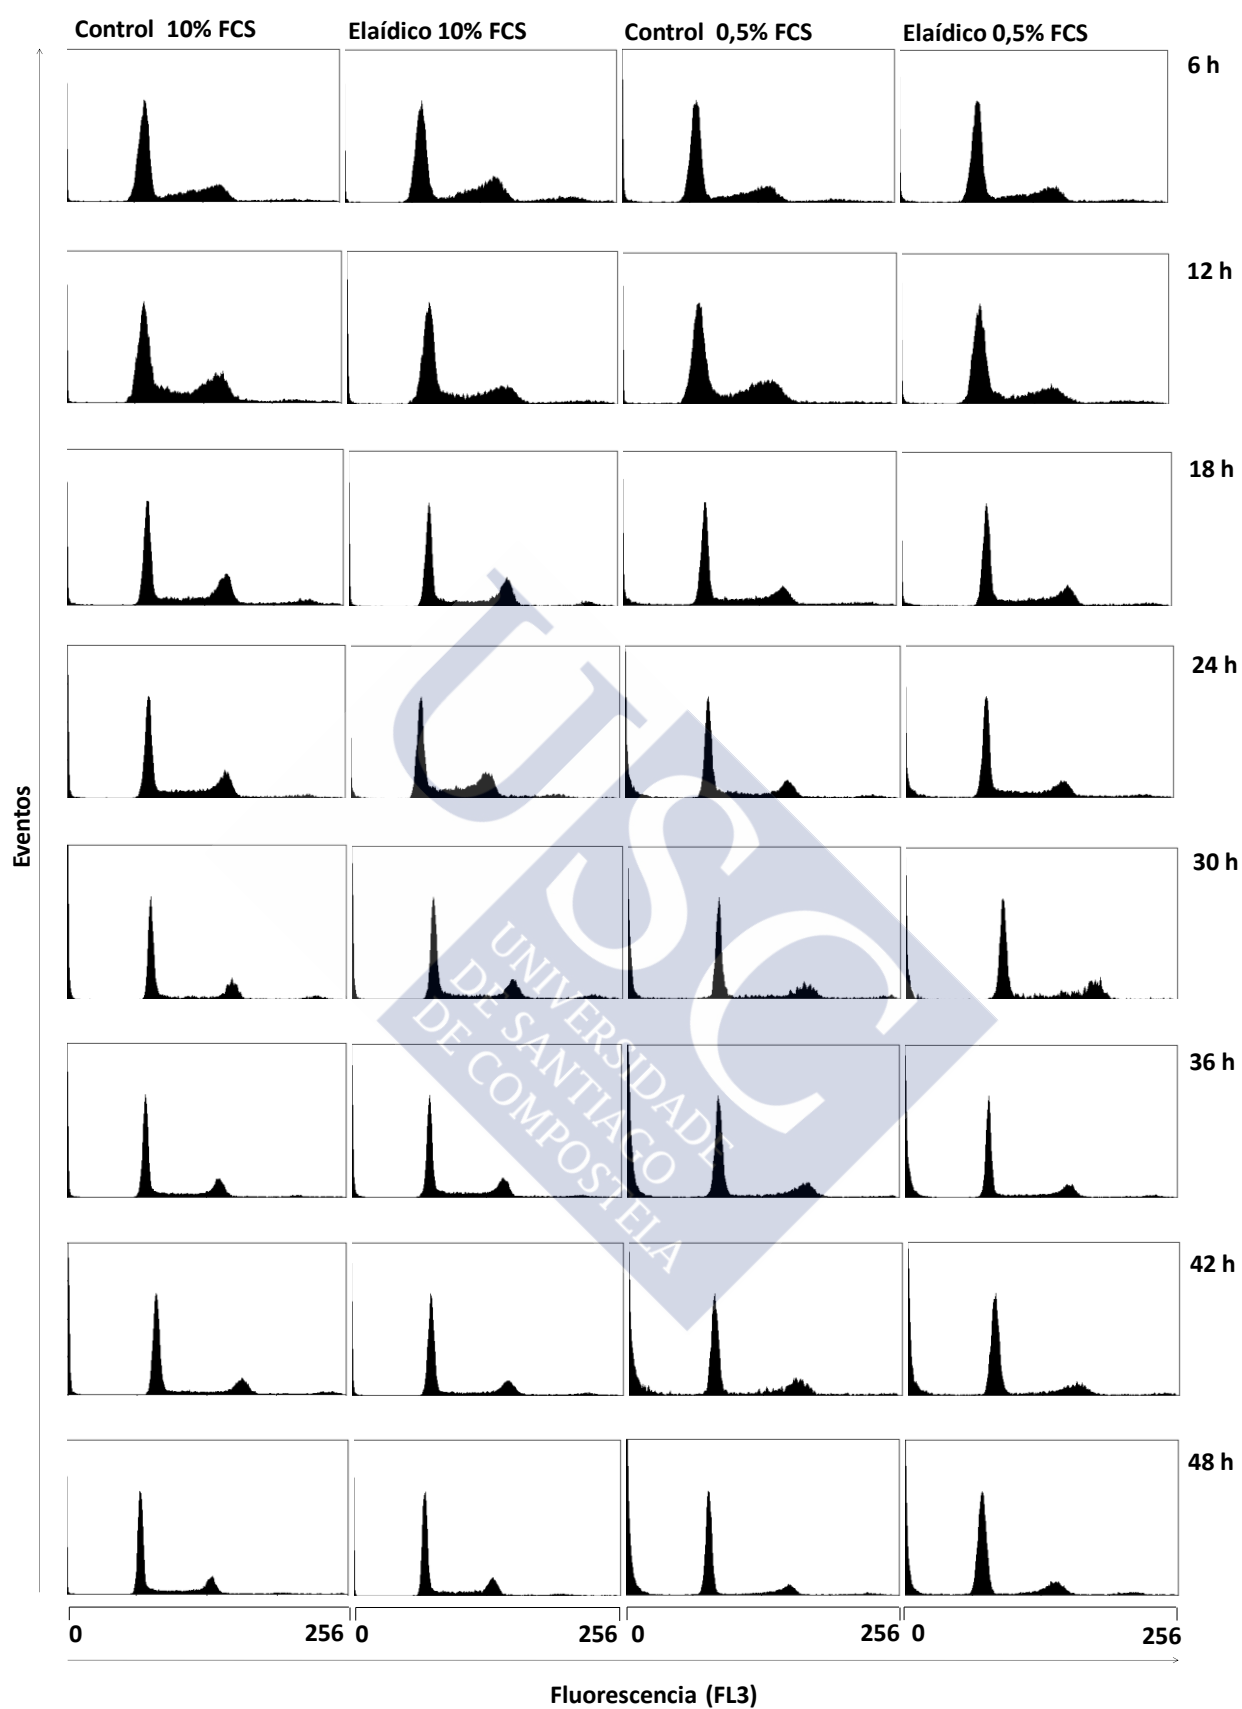 Control  10% FCS
Elaídico 10% FCS
Control  0,5% FCS
Elaídico 0,5% FCS
6 h
12 h
18 h
24 h
30 h
36 h
42 h
48 h
Eventos
USC
UNIVERSIDADE
DE SANTIAGO
DE COMPOSTELA
0
256
0
256
0
256
0
256
Fluorescencia (FL3)